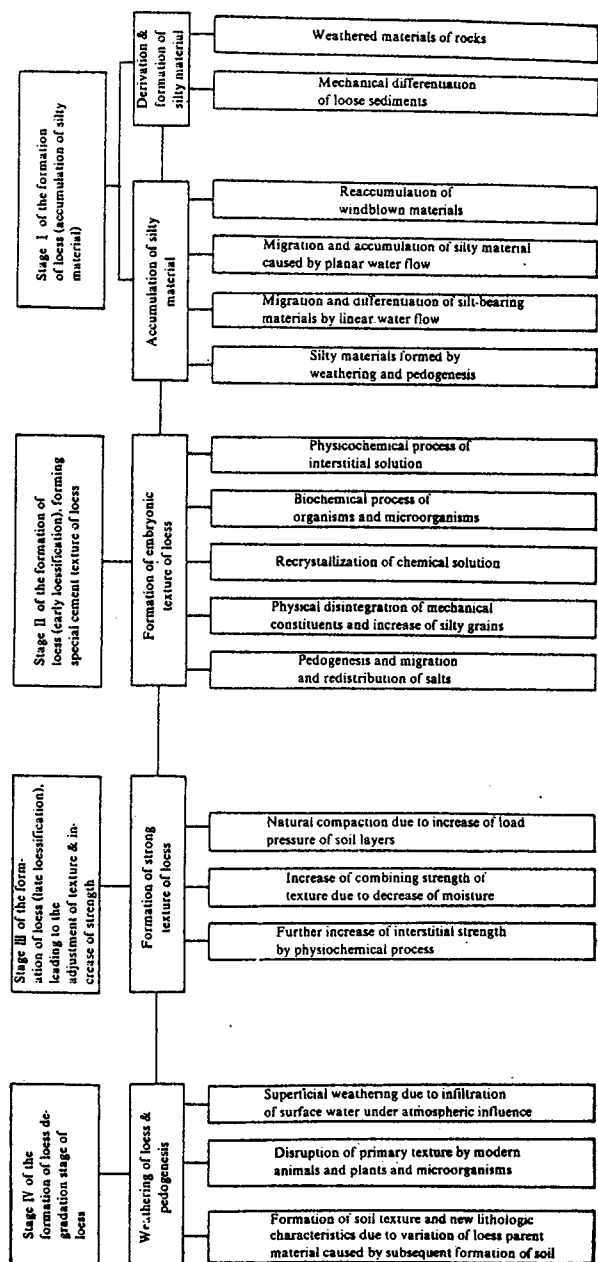 Stage I of the formation
of loess (accumulation of silty
material)
Derivation &
formation of
silty material
Weathered materials of rocks
Mechanical differentiation
of loose sediments
Accumulation of silty
material
Reaccumulation of
windblown materials
Migration and accumulation of silty material
caused by planar water flow
Migration and differentiation of silt-bearing
materials by linear water flow
Silty materials formed by
weathering and pedogenesis
Stage II of the formation of
loess (early loessification), forming
special cement texture of loess
Formation of embryonic
texture of loess
Physicochemical process of
interstitial solution
Biochemical process of
organisms and microorganisms
Recrystallization of chemical solution
Physical disintegration of mechanical
constituents and increase of silty grains
Pedogenesis and migration
and redistribution of salts
Stage III of the form-
ation of loess (late loessification),
leading to the
adjustment of texture & in-
crease of strength
Formation of strong
texture of loess
Natural compaction due to increase of load
pressure of soil layers
Increase of combining strength of
texture due to decrease of moisture
Further increase of interstitial strength
by physiochemical process
Stage IV of the
formation of loess de-
gradation stage of
loess
Weathering of loess &
pedogenesis
Superficial weathering due to infiltration
of surface water under atmospheric influence
Disruption of primary texture by modern
animals and plants and microorganisms
Formation of soil texture and new lithologic
characteristics due to variation of loess parent
material caused by subsequent formation of soil